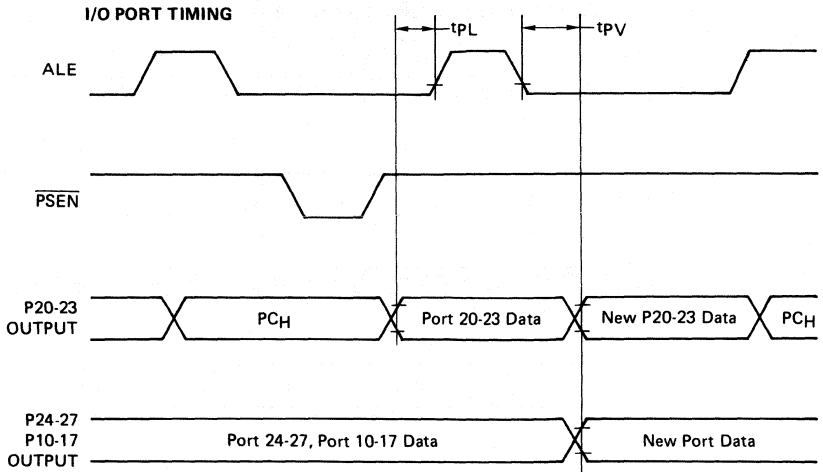 I/O PORT TIMING
tPL
tPV
ALE
PSEN
P20-23
OUTPUT
PCH
Port 20-23 Data
New P20-23 Data
PCH
P24-27
P10-17
OUTPUT
Port 24-27, Port 10-17 Data
New Port Data